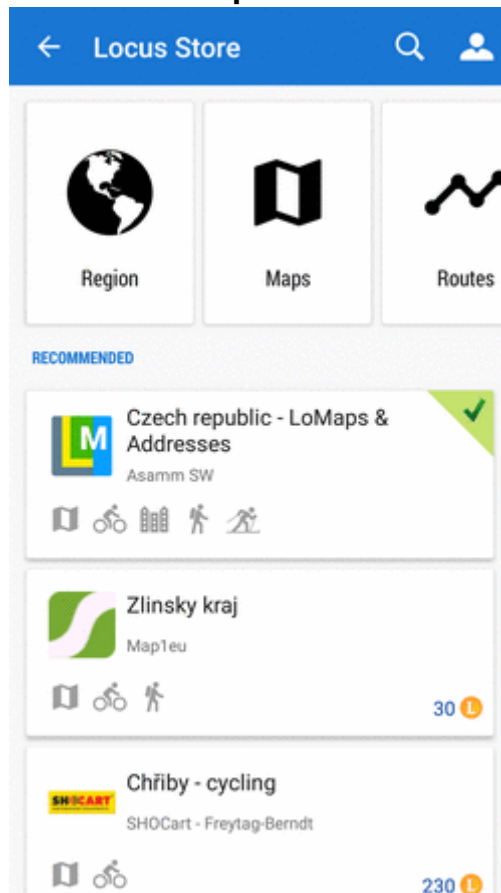 Locus Store
Region
Maps
Routes
RECOMMENDED
Czech republic - LoMaps &
Addresses
Asamm SW
Zlinsky kraj
Map1eu
30 L
Chřiby - cycling
SHOCART
SHOCart - Freytag-Berndt
230 L